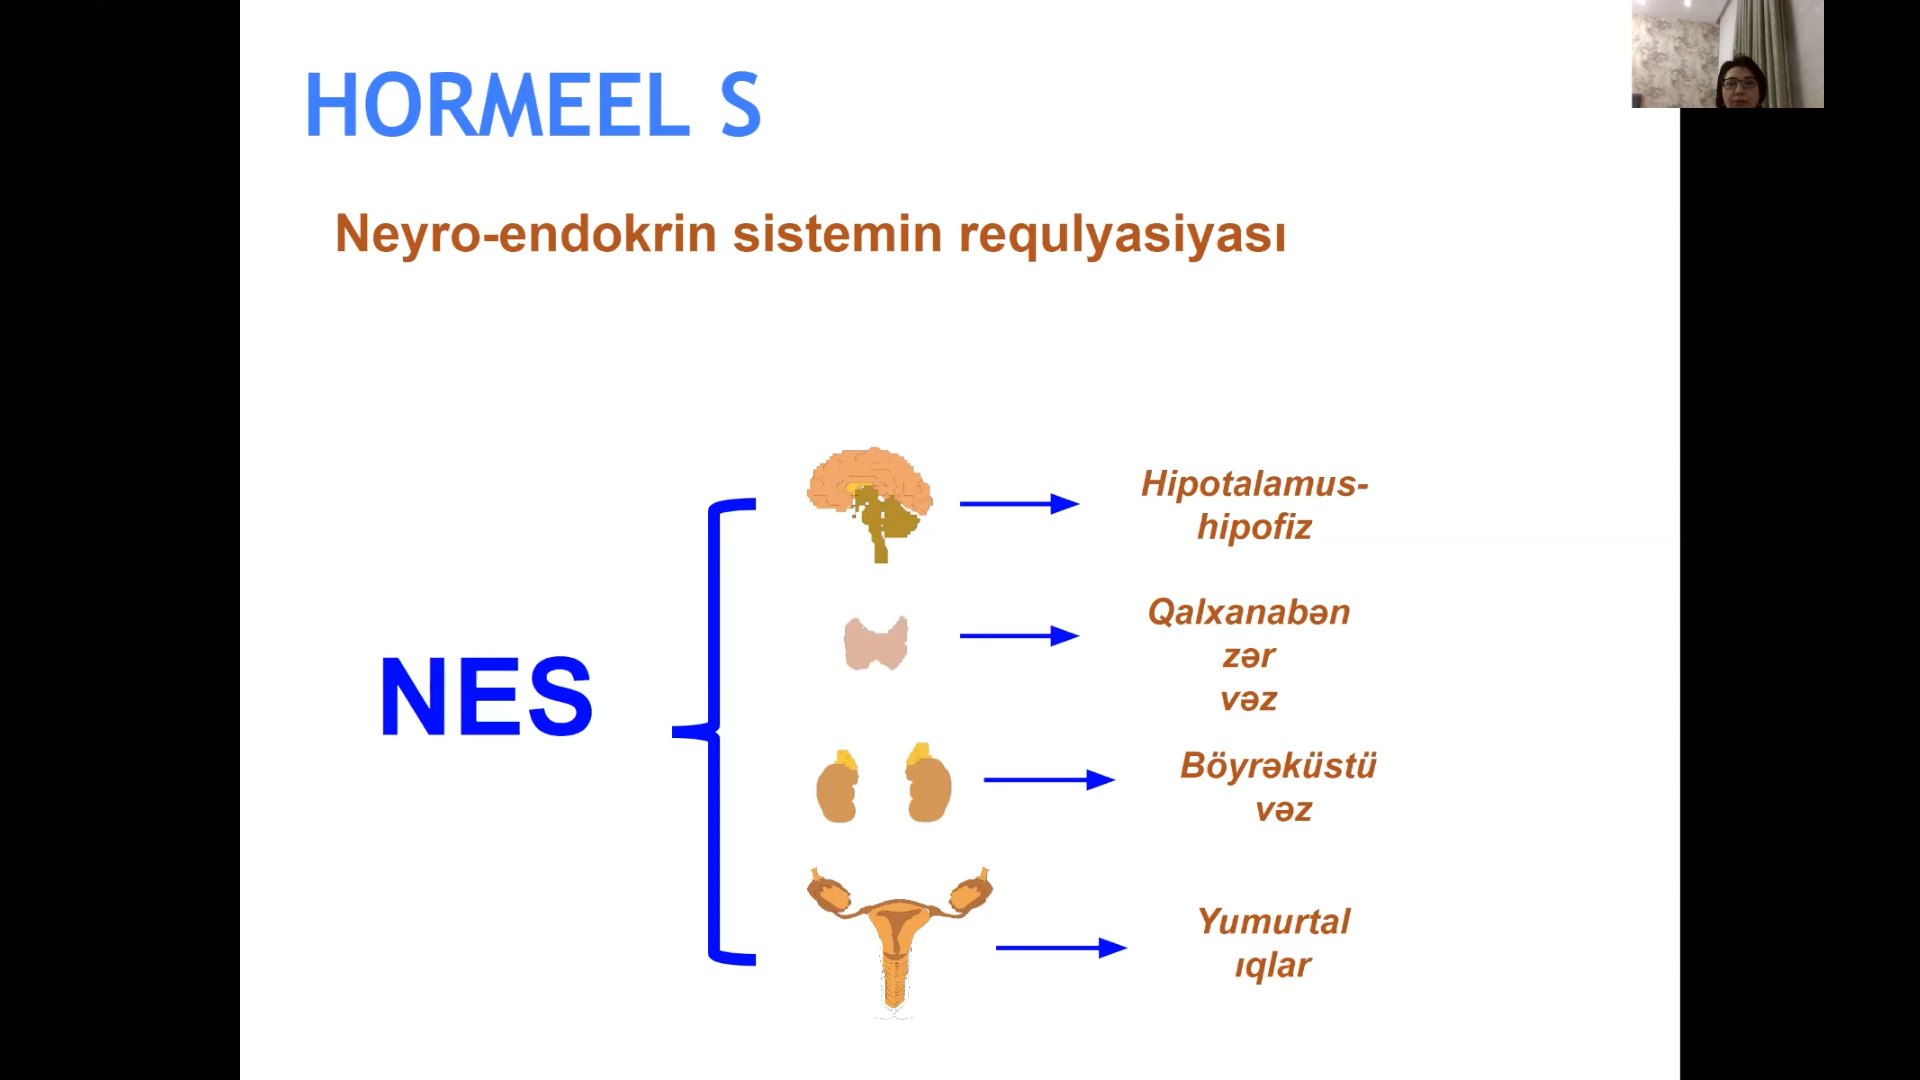 HORMEEL S
Neyro-endokrin sistemin requlyasiyası
NES
Hipotalamus-
hipofiz
Qalxanabən
zər
vəz
Böyrəküstü
vəz
Yumurtal
ıqlar